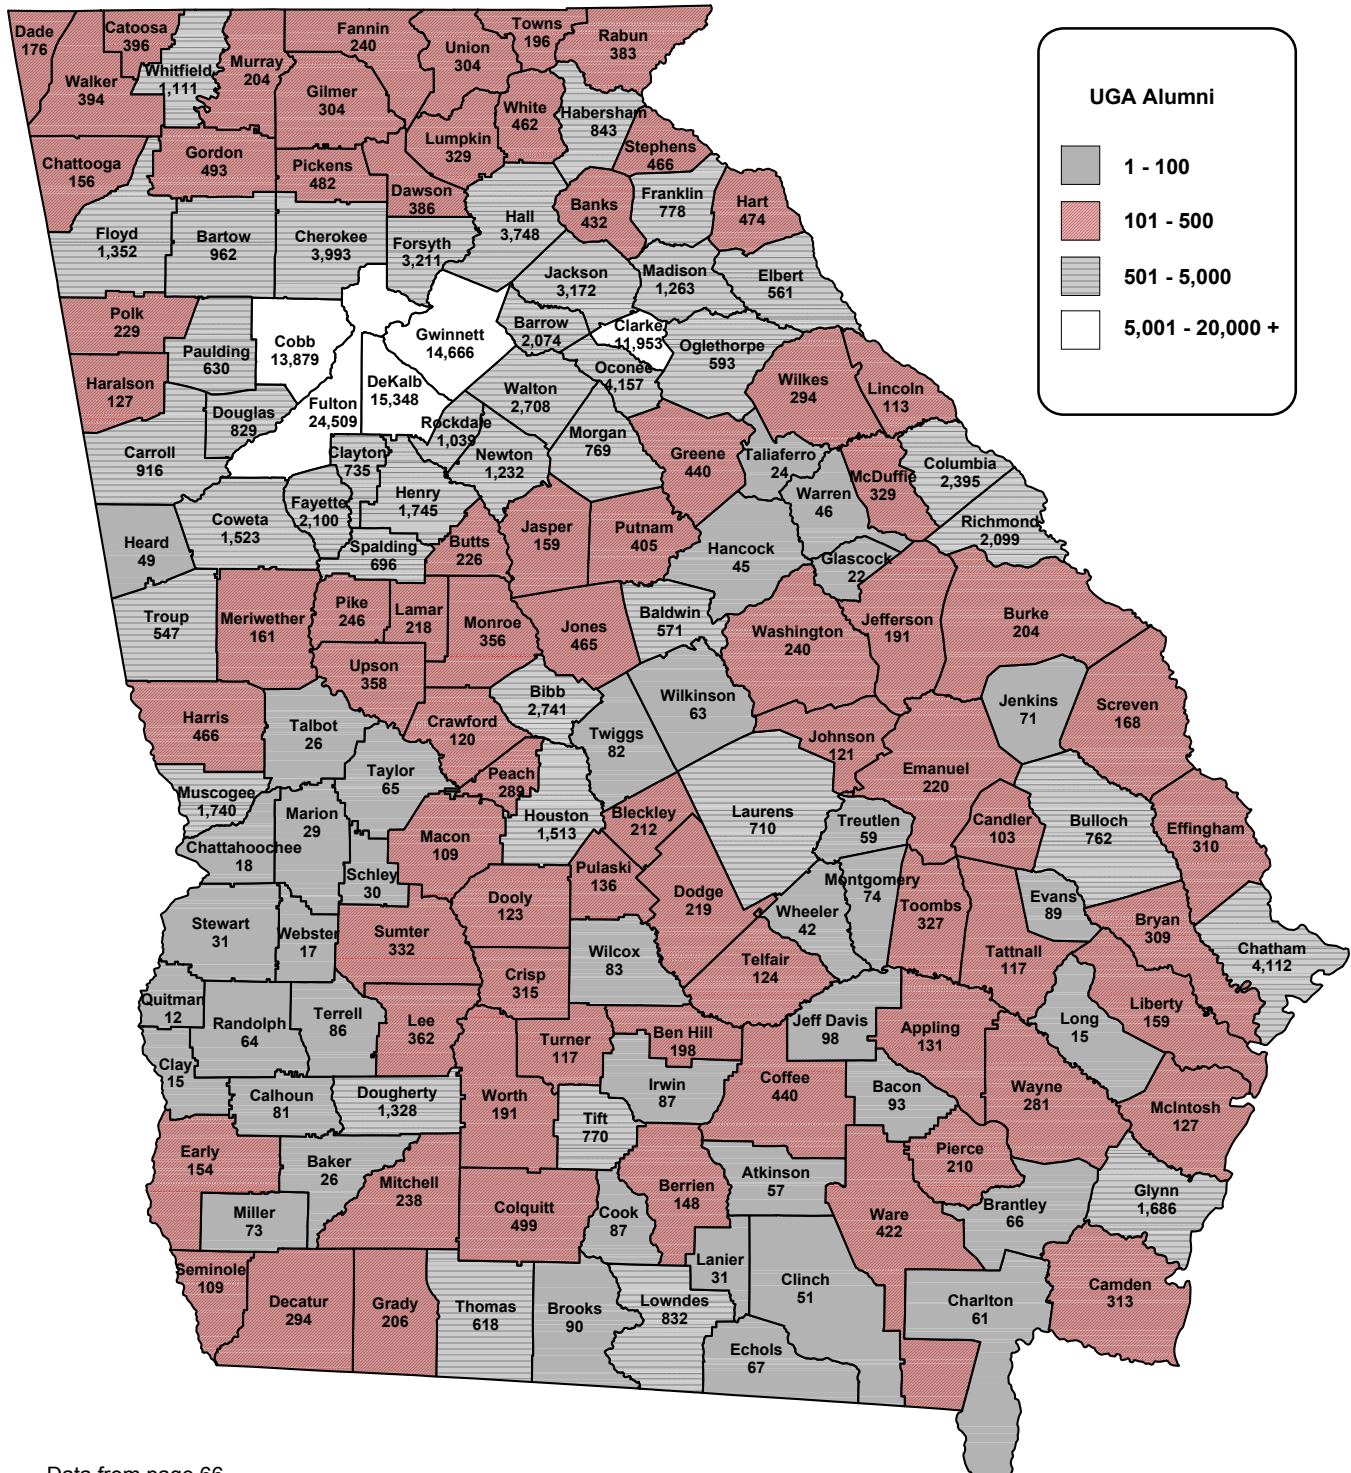 Dade
176
Catoosa
396
Walker
394
Whitfield
1,111
Murray
204
Fannin
240
Gilmer
304
Union
304
Towns
196
Rabun
383
White
462
Habersham
843
Lumpkin
329
Stephens
466
Chattooga
156
Gordon
493
Pickens
482
Dawson
386
Banks
432
Franklin
778
Hart
474
Hall
3,748
Floyd
1,352
Bartow
962
Cherokee
3,993
Forsyth
3,211
Jackson
3,172
Madison
1,263
Elbert
561
Polk
229
Paulding
630
Cobb
13,879
Gwinnett
14,666
Barrow
2,074
Clarke
11,953
Oglethorpe
593
Oconee
4,157
Haralson
127
Douglas
829
Fulton
24,509
DeKalb
15,348
Rockdale
1,039
Walton
2,708
Morgan
769
Greene
440
Wilkes
294
Lincoln
113
Carroll
916
Clayton
735
Newton
1,232
Taliaferro
24
McDuffie
329
Columbia
2,395
Heard
49
Coweta
1,523
Fayette
2,100
Henry
1,745
Spalding
696
Butts
226
Jasper
159
Putnam
405
Hancock
45
Warren
46
Glascock
22
Richmond
2,099
Troup
547
Meriwether
161
Pike
246
Lamar
218
Monroe
356
Jones
465
Baldwin
571
Washington
240
Jefferson
191
Burke
204
Upson
358
Harris
466
Talbot
26
Crawford
120
Bibb
2,741
Twiggs
82
Wilkinson
63
Johnson
121
Jenkins
71
Screven
168
Taylor
65
Peach
289
Houston
1,513
Bleckley
212
Laurens
710
Emanuel
220
Treutlen
59
Candler
103
Bulloch
762
Effingham
310
Muscogee
1,740
Marion
29
Chattahoochee
18
Macon
109
Schley
30
Pulaski
136
Dooly
123
Dodge
219
Wheeler
42
Montgomery
74
Toombs
327
Evans
89
Tattnall
117
Bryan
309
Chatham
4,112
Stewart
31
Webster
17
Sumter
332
Crisp
315
Wilcox
83
Telfair
124
Quitman
12
Randolph
64
Terrell
86
Lee
362
Turner
117
Ben Hill
198
Jeff Davis
98
Appling
131
Long
15
Liberty
159
Clay
15
Calhoun
81
Dougherty
1,328
Worth
191
Tift
770
Irwin
87
Coffee
440
Bacon
93
Wayne
281
McIntosh
127
Early
154
Baker
26
Miller
73
Mitchell
238
Colquitt
499
Cook
87
Berrien
148
Atkinson
57
Pierce
210
Ware
422
Brantley
66
Glynn
1,686
Seminole
109
Decatur
294
Grady
206
Thomas
618
Brooks
90
Lowndes
832
Lanier
31
Echols
67
Clinch
51
Charlton
61
Camden
313
UGA Alumni
1 - 100
101 - 500
501 - 5,000
5,001 - 20,000 +
Data from page 66